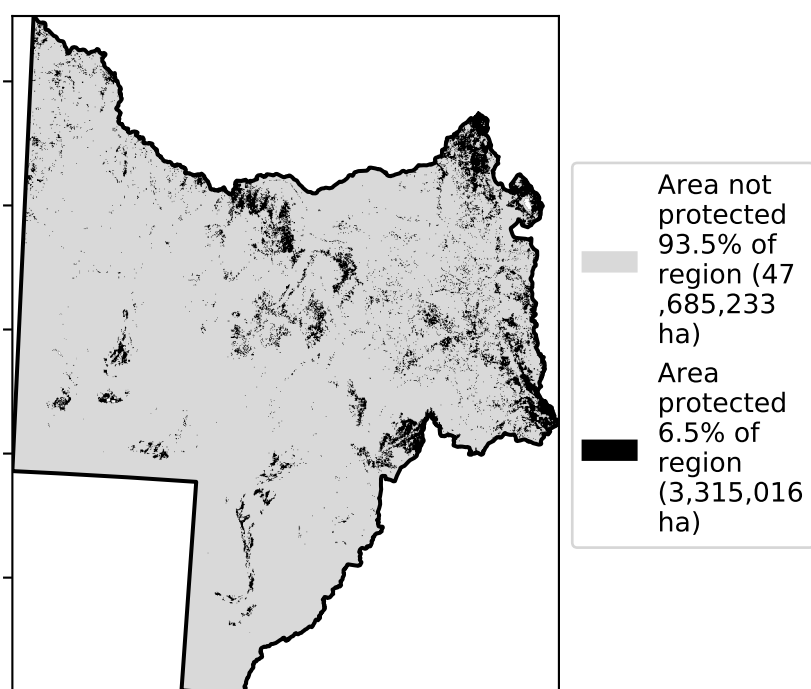 Area not
protected
93.5% of
region (47
,685,233
ha)
Area
protected
6.5% of
region
(3,315,016
ha)